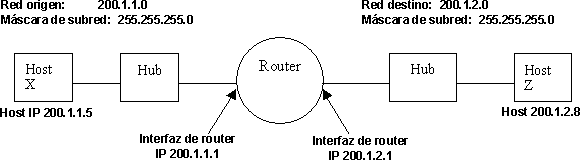 Red origen: 200.1.1.0
Máscara de subred: 255.255.255.0
Red destino: 200.1.2.0
Máscara de subred: 255.255.255.0
Host
X
Hub
Router
Hub
Host
Z
Host IP 200.1.1.5
Host 200.1.2.8
Interfaz de router
IP 200.1.1.1
Interfaz de router
IP 200.1.2.1